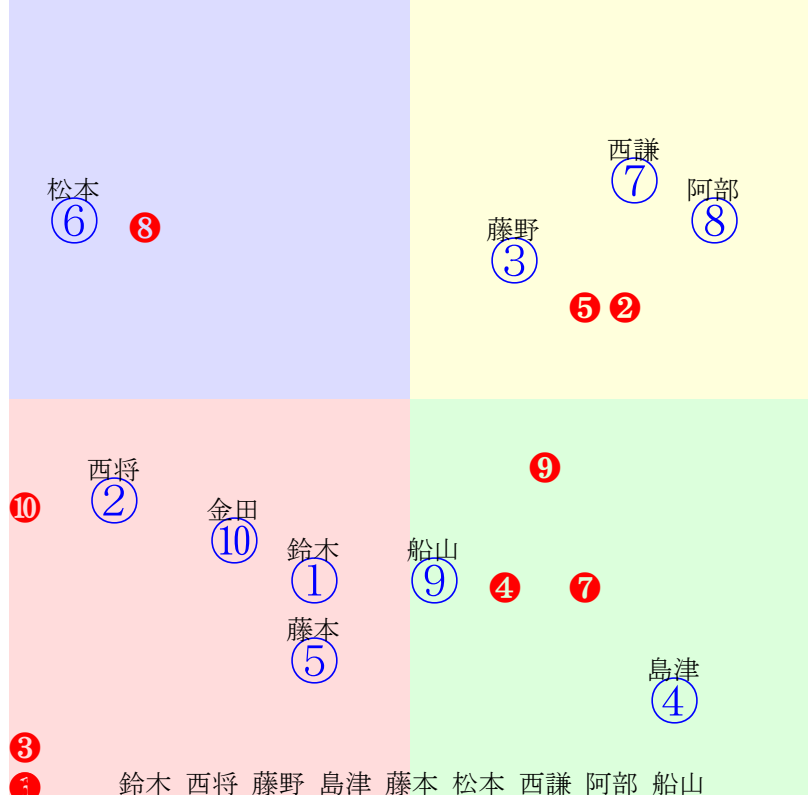 西謙
⑦
松本
⑥
❽
阿部
⑧
藤野
③
❺ ❷
西将
②
❾
❿
金田
⑩
鈴木
①
船山
⑨
❹ ❼
藤本
⑤
島津
④
❸
鈴木 西将 藤野 島津 藤本 松本 西謙 阿部 船山